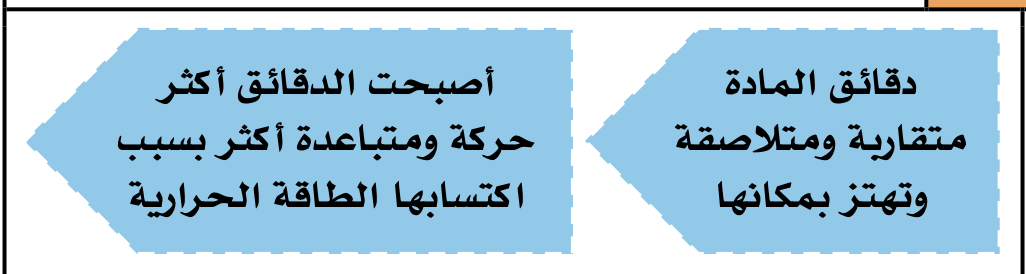 دقائق المادة
متقاربة ومتلاصقة
وتهتز بمكانها
أصبحت الدقائق أكثر
حركة ومتباعدة أكثر بسبب
اكتسابها الطاقة الحرارية